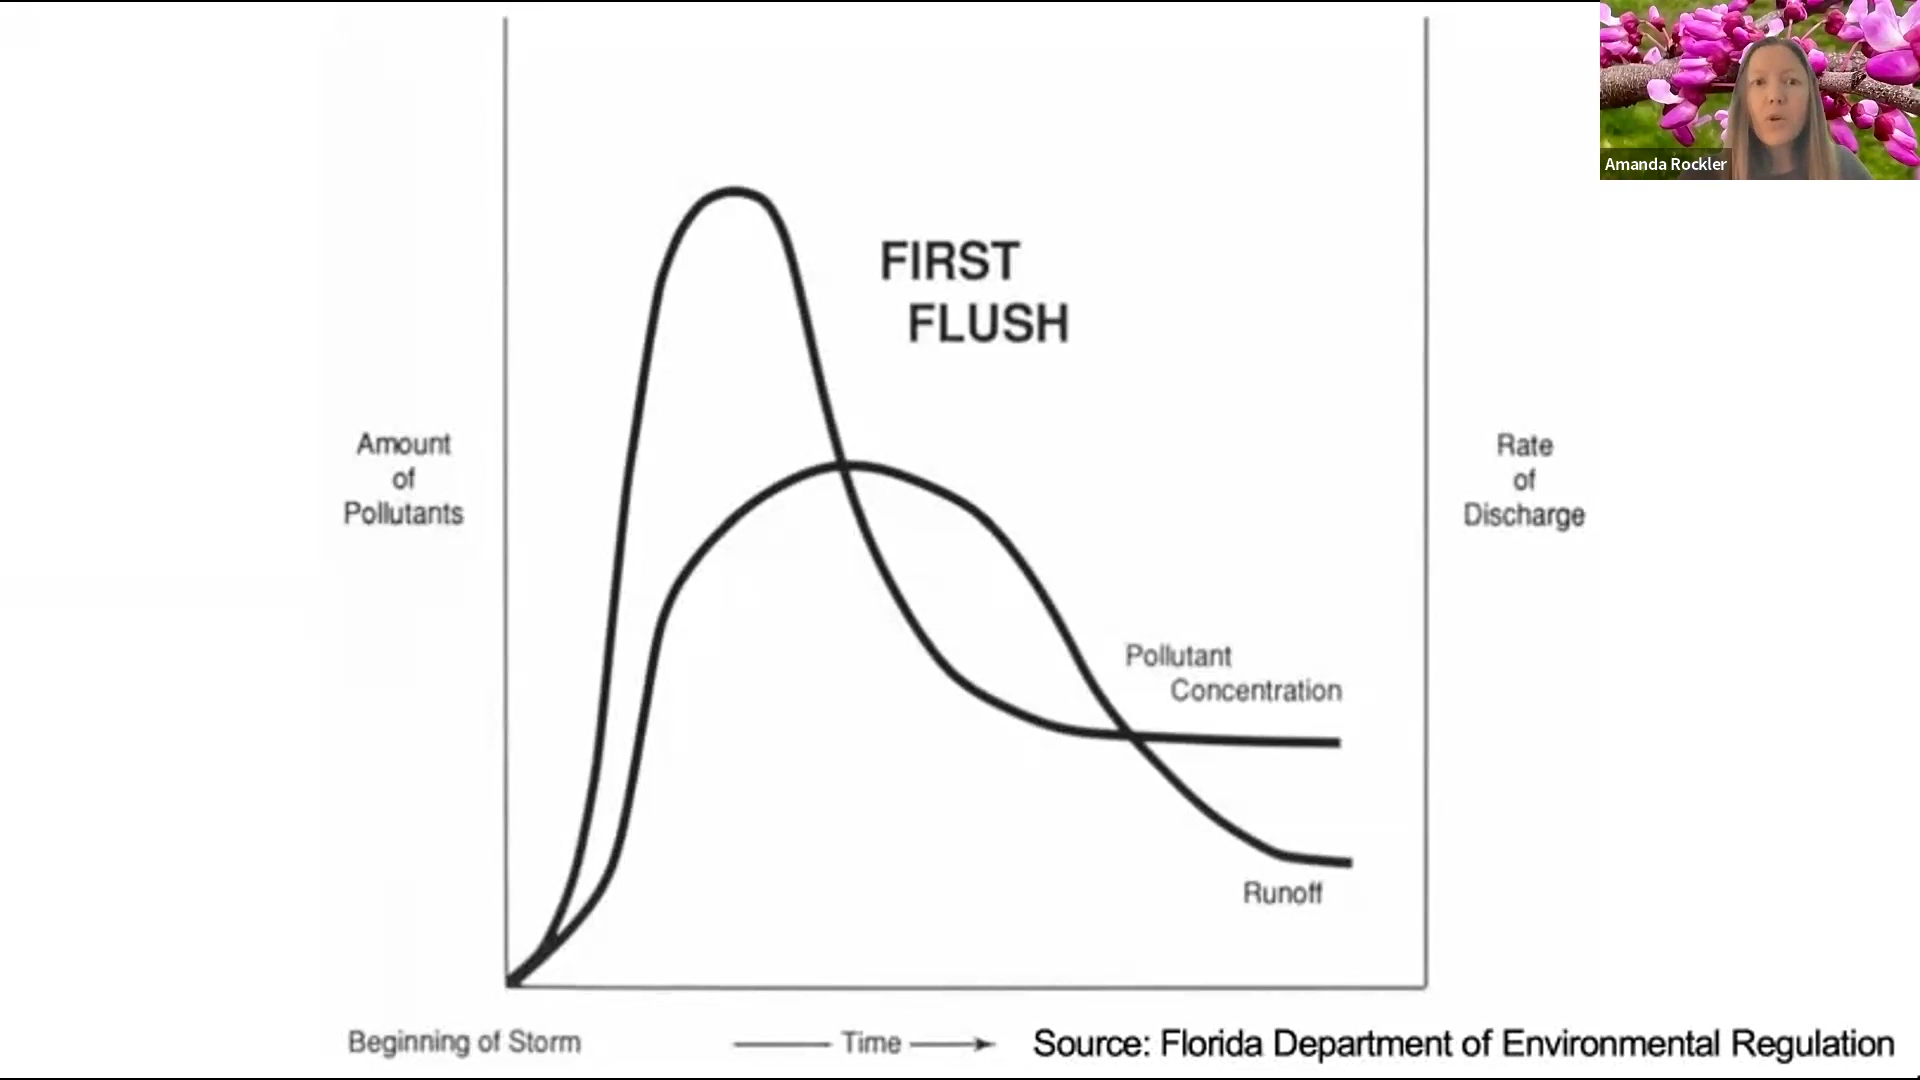 Amanda Rockler
FIRST
FLUSH
Amount
of
Pollutants
Rate
of
Discharge
Pollutant
Concentration
Runoff
Beginning of Storm
Time
Source: Florida Department of Environmental Regulation